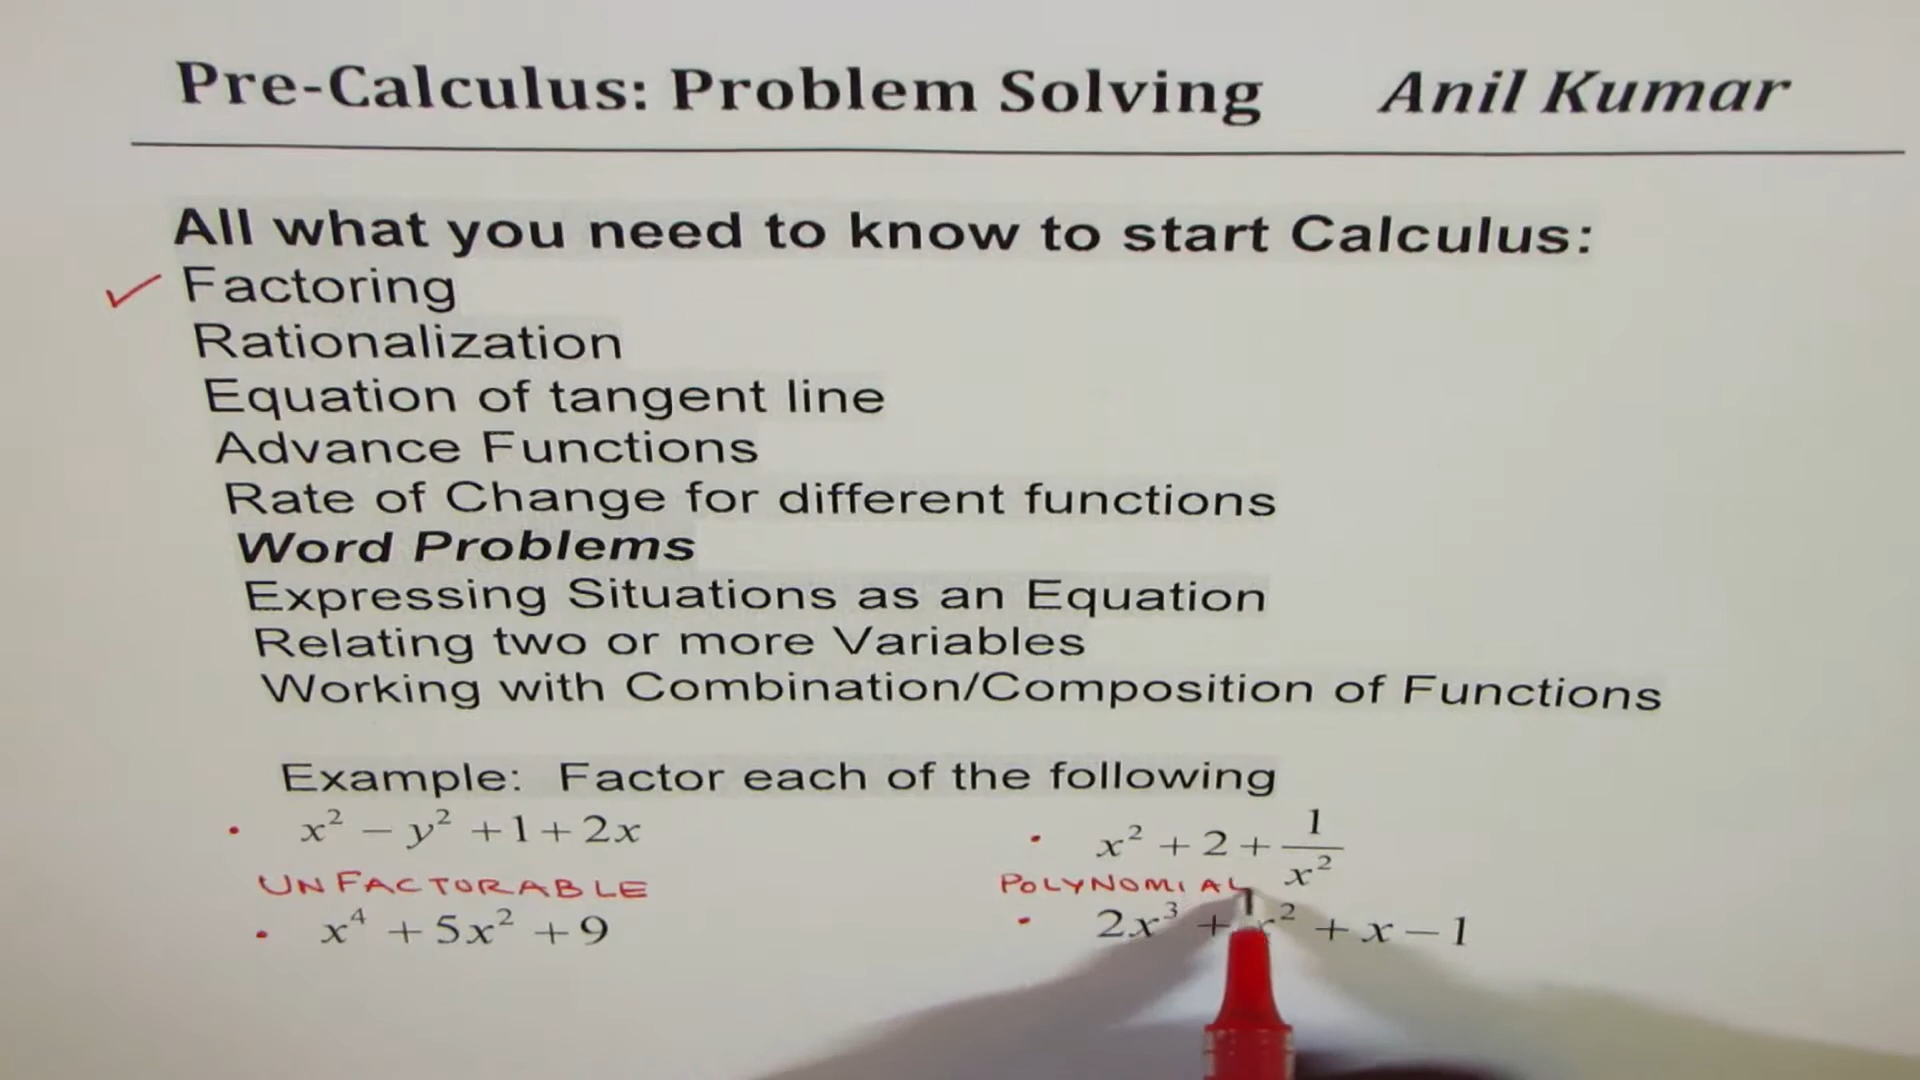 Pre-Calculus: Problem Solving Anil Kumar
All what you need to know to start Calculus:
Factoring
Rationalization
Equation of tangent line
Advance Functions
Rate of Change for different functions
Word Problems
Expressing Situations as an Equation
Relating two or more Variables
Working with Combination/Composition of Functions
Example: Factor each of the following
• x² − y² + 1 + 2x
• x² + 2 + 1/x²
UNFACTORABLE
POLYNOMIAL
• x⁴ + 5x² + 9
• 2x³ + x² + x − 1